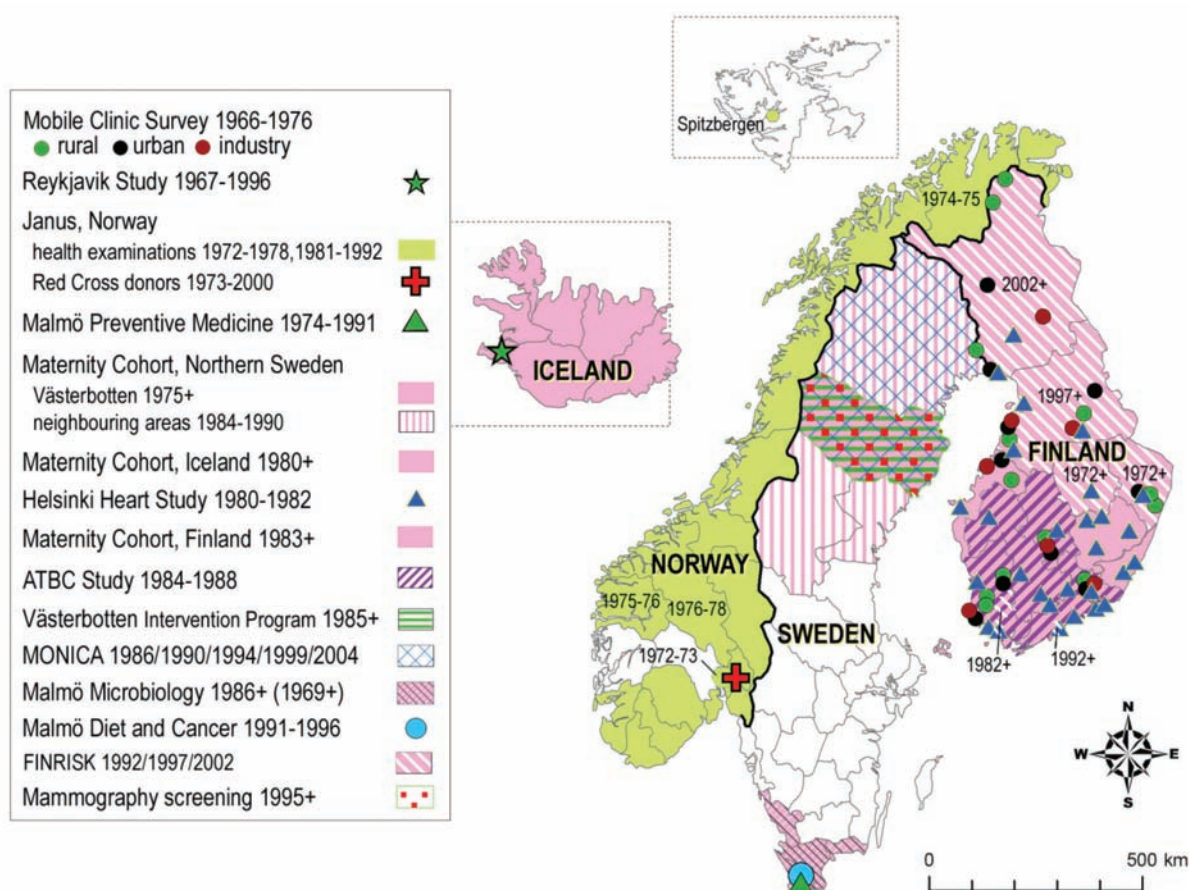 Mobile Clinic Survey 1966-1976
rural urban industry
Reykjavik Study 1967-1996
Janus, Norway
health examinations 1972-1978,1981-1992
Red Cross donors 1973-2000
Malmö Preventive Medicine 1974-1991
Maternity Cohort, Northern Sweden
Västerbotten 1975+
neighbouring areas 1984-1990
Maternity Cohort, Iceland 1980+
Helsinki Heart Study 1980-1982
Maternity Cohort, Finland 1983+
ATBC Study 1984-1988
Västerbotten Intervention Program 1985+
MONICA 1986/1990/1994/1999/2004
Malmö Microbiology 1986+ (1969+)
Malmö Diet and Cancer 1991-1996
FINRISK 1992/1997/2002
Mammography screening 1995+
Spitzbergen
ICELAND
1974-75
2002+
1997+
FINLAND
1972+
1972+
NORWAY
1975-76
1976-78
1972-73
SWEDEN
1982+
1992+
N
W E
S
0 500 km